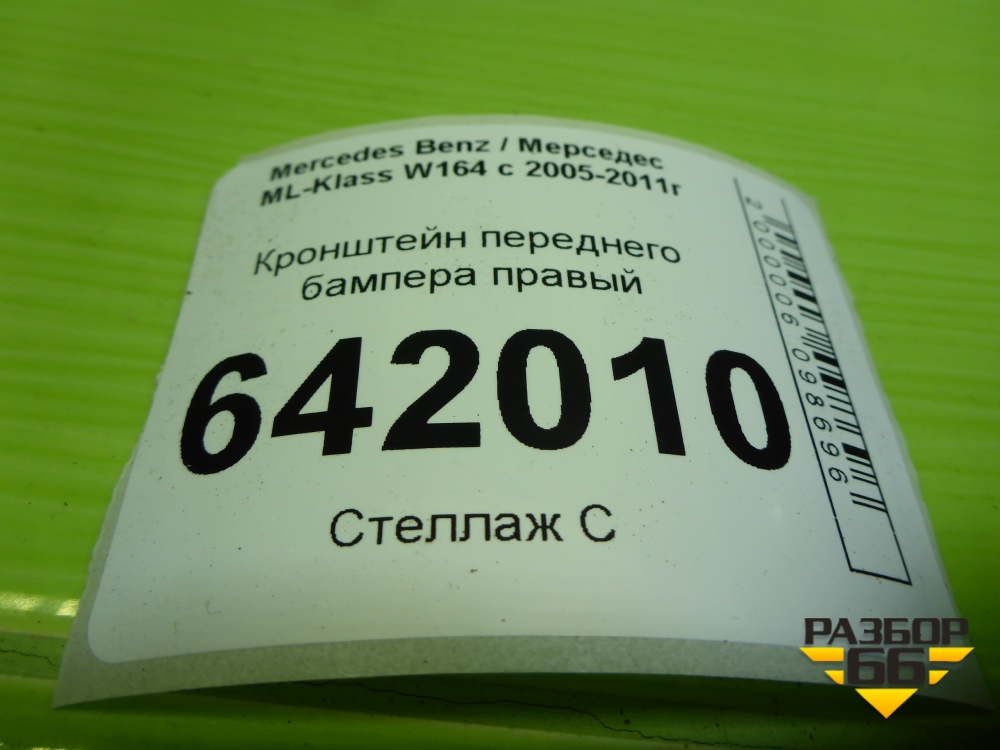 Mercedes Benz / Мерседес
ML-Klass W164 с 2005-2011г
Кронштейн переднего
бампера правый
642010
Стеллаж С
2000006098696
РАЗБОР
66